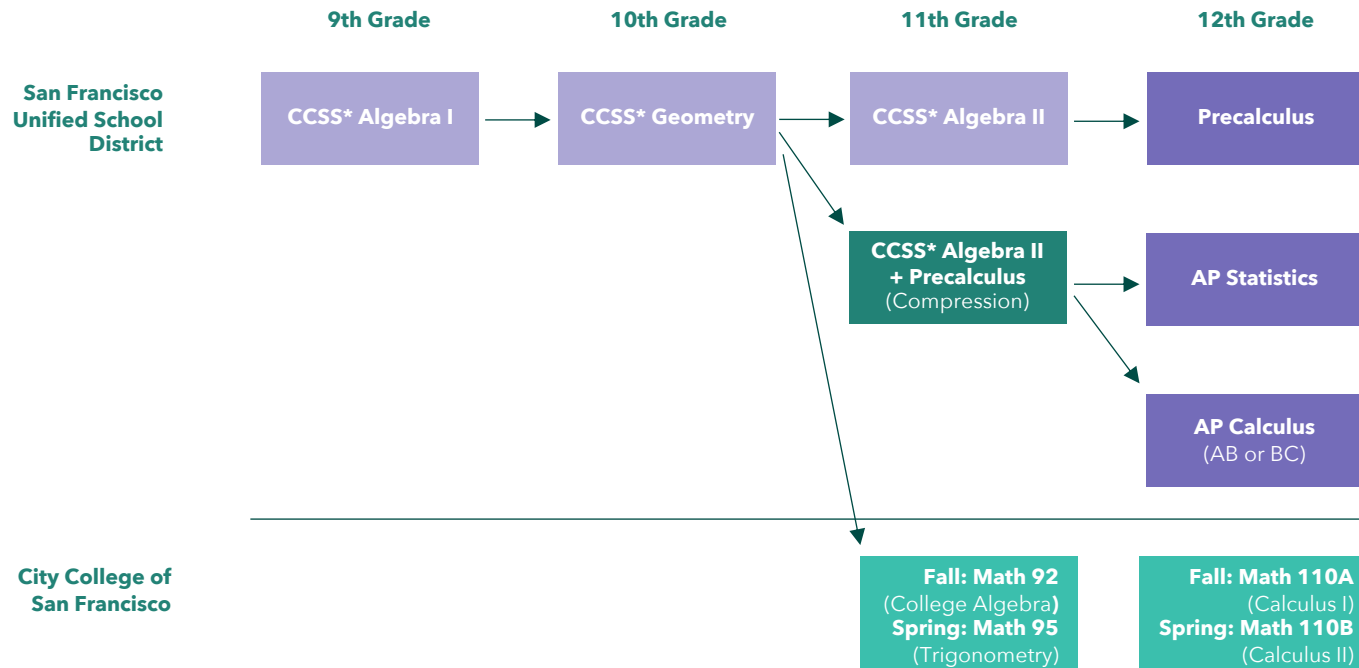 9th Grade
10th Grade
11th Grade
12th Grade
San Francisco
Unified School
District
CCSS* Algebra I
CCSS* Geometry
CCSS* Algebra II
Precalculus
CCSS* Algebra II
+ Precalculus
(Compression)
AP Statistics
AP Calculus
(AB or BC)
City College of
San Francisco
Fall: Math 92
(College Algebra)
Spring: Math 95
(Trigonometry)
Fall: Math 110A
(Calculus I)
Spring: Math 110B
(Calculus II)